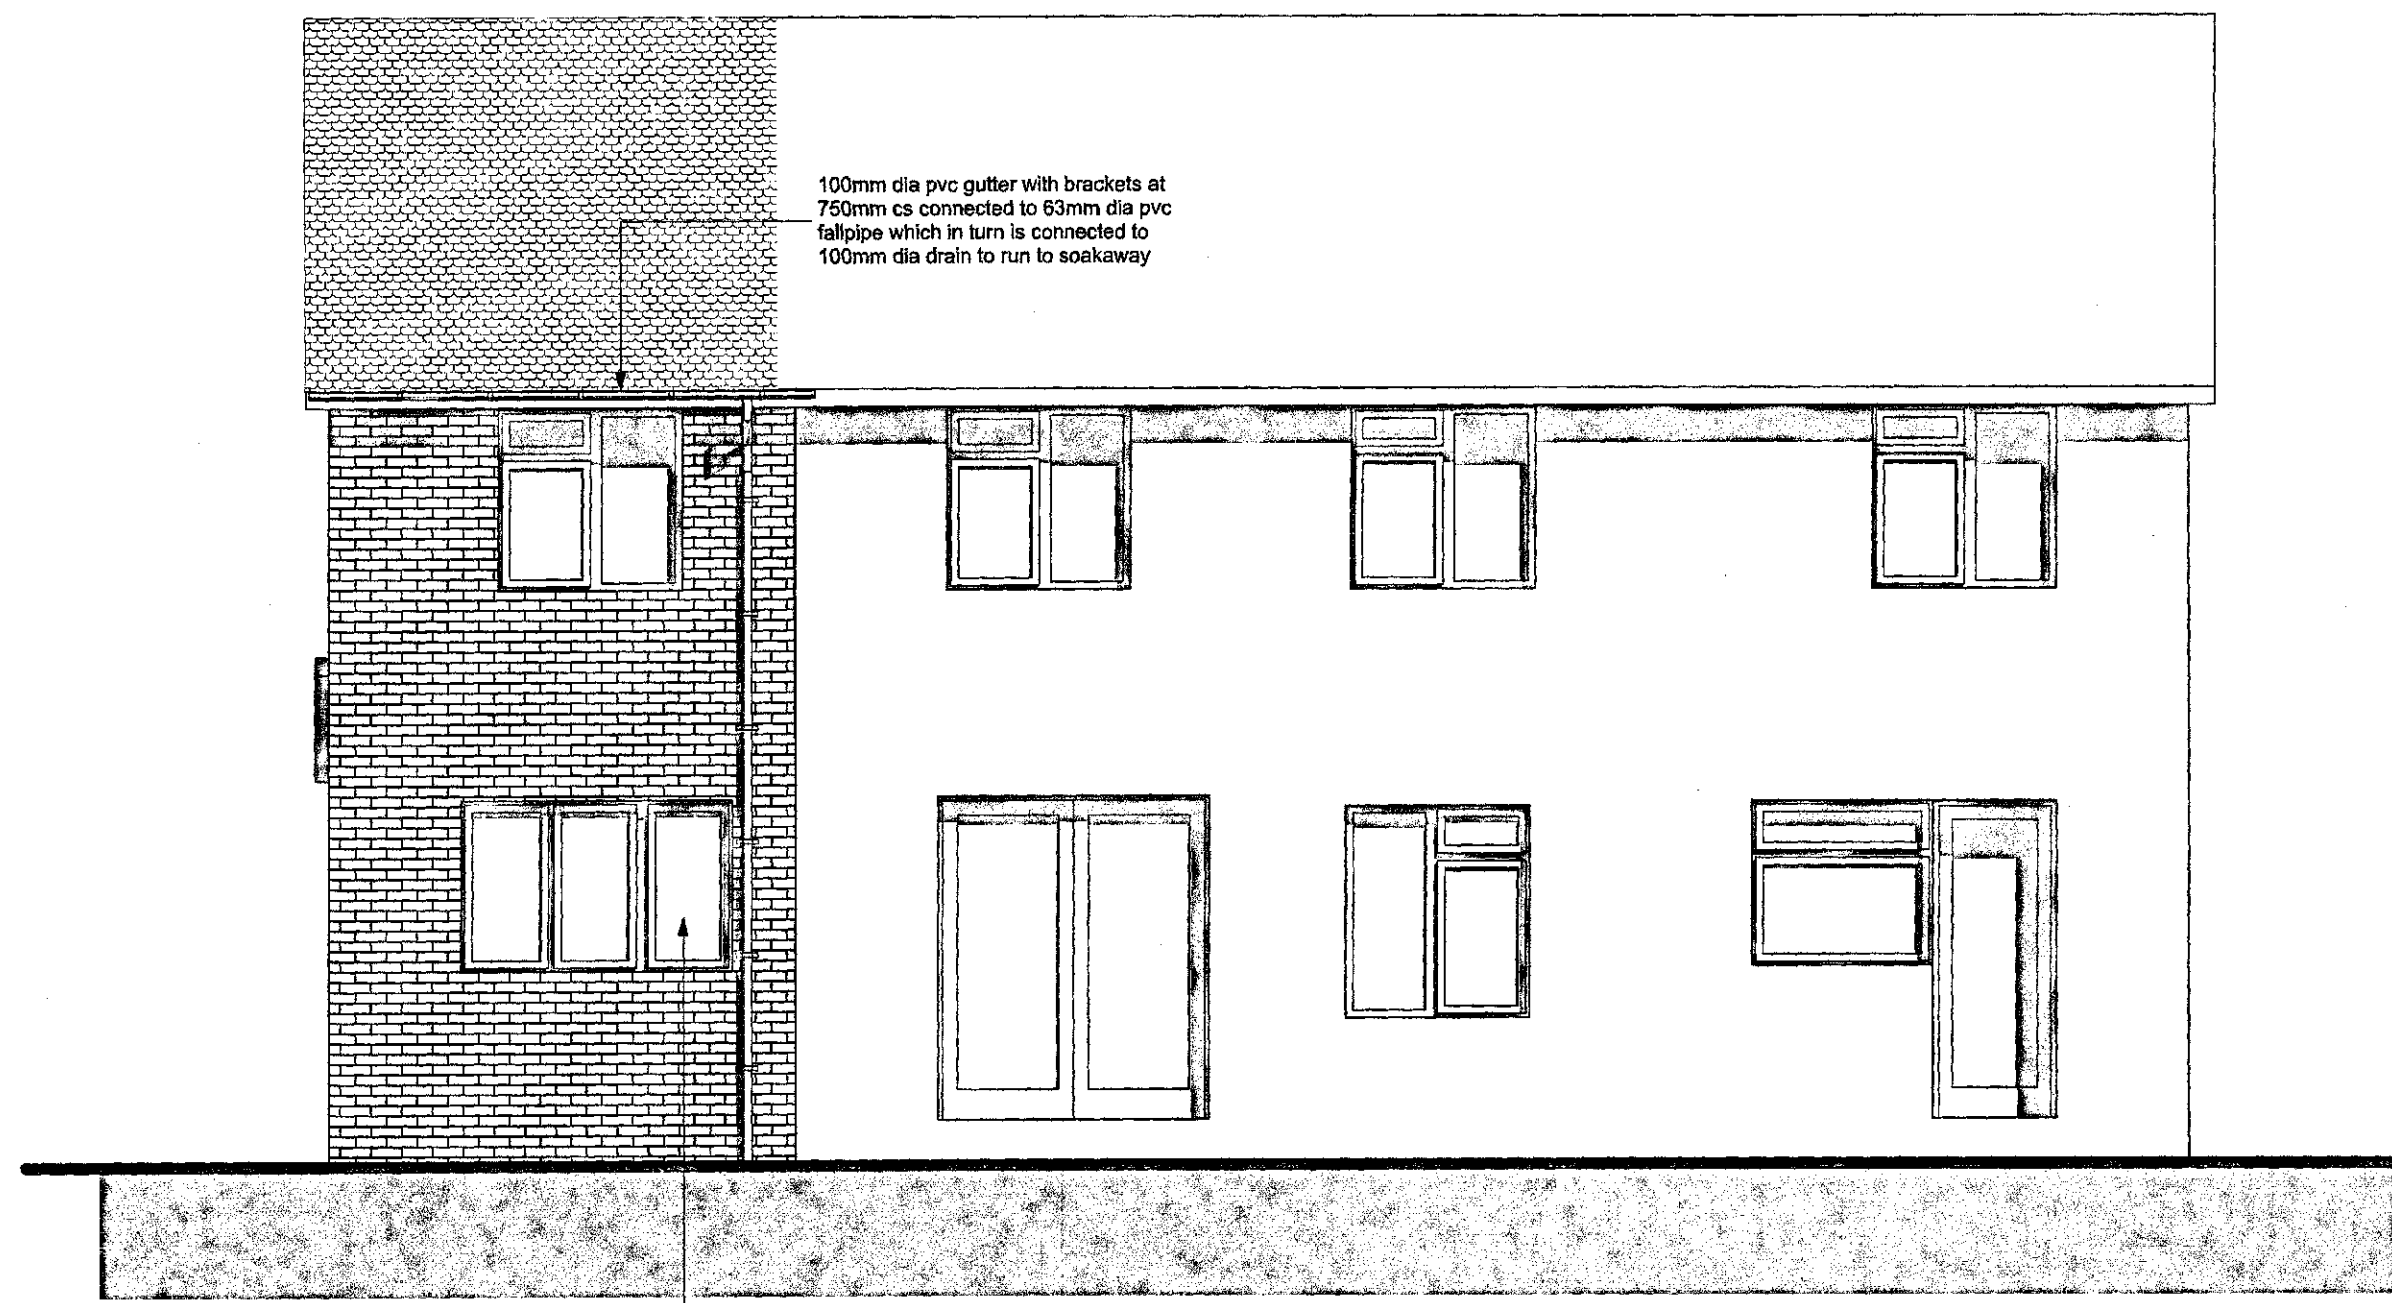 100mm dia pvc gutter with brackets at
750mm cs connected to 63mm dia pvc
fallpipe which in turn is connected to
100mm dia drain to run to soakaway